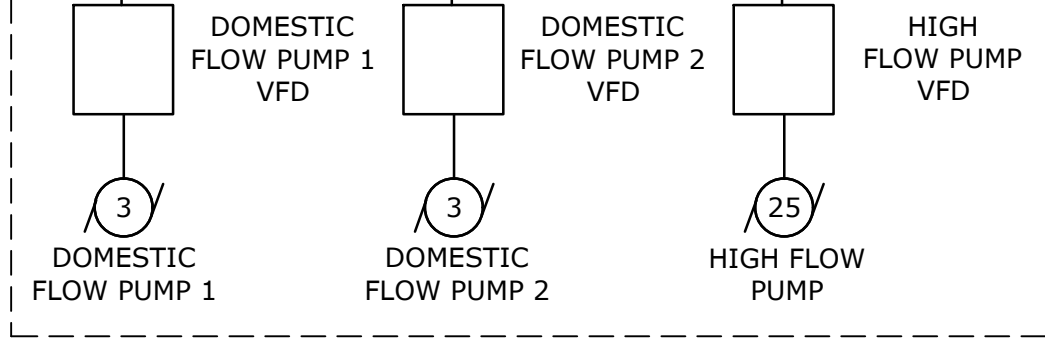 DOMESTIC
FLOW PUMP 1
VFD
DOMESTIC
FLOW PUMP 2
VFD
HIGH
FLOW PUMP
VFD
3
3
25
DOMESTIC
FLOW PUMP 1
DOMESTIC
FLOW PUMP 2
HIGH FLOW
PUMP